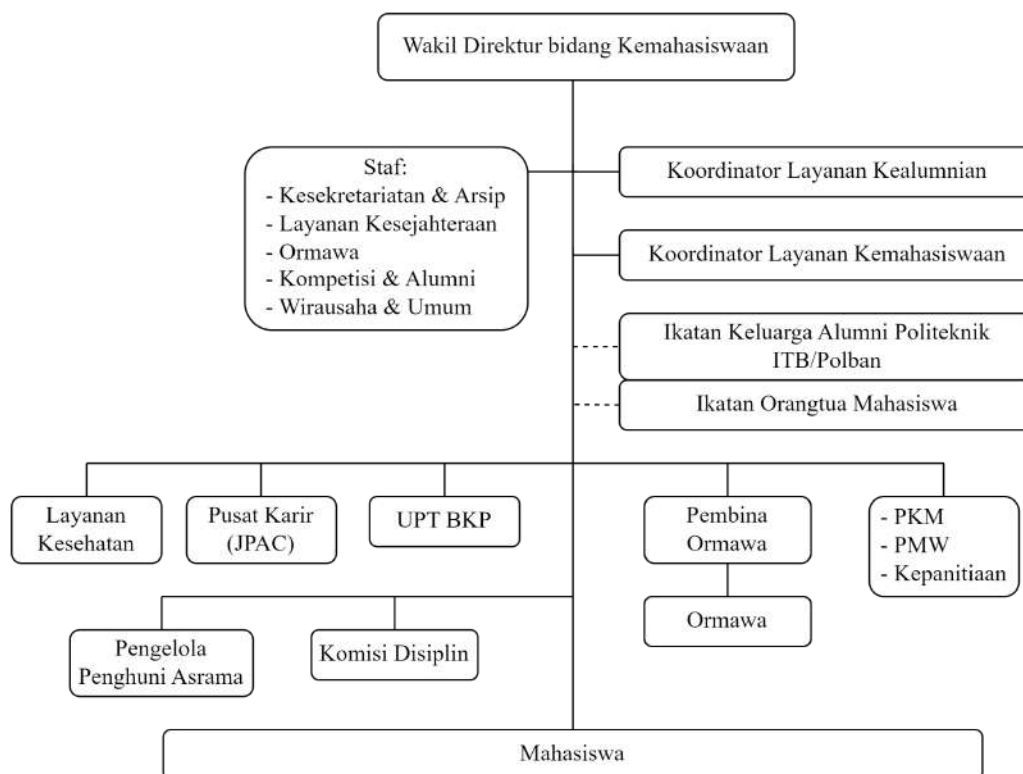 Wakil Direktur bidang Kemahasiswaan
Staf:
- Kesekretariatan & Arsip
- Layanan Kesejahteraan
- Ormawa
- Kompetisi & Alumni
- Wirausaha & Umum
Koordinator Layanan Kealumnian
Koordinator Layanan Kemahasiswaan
Ikatan Keluarga Alumni Politeknik
ITB/Polban
Ikatan Orangtua Mahasiswa
Layanan
Kesehatan
Pusat Karir
(JPAC)
UPT BKP
Pembina
Ormawa
- PKM
- PMW
- Kepanitiaan
Ormawa
Pengelola
Penghuni Asrama
Komisi Disiplin
Mahasiswa